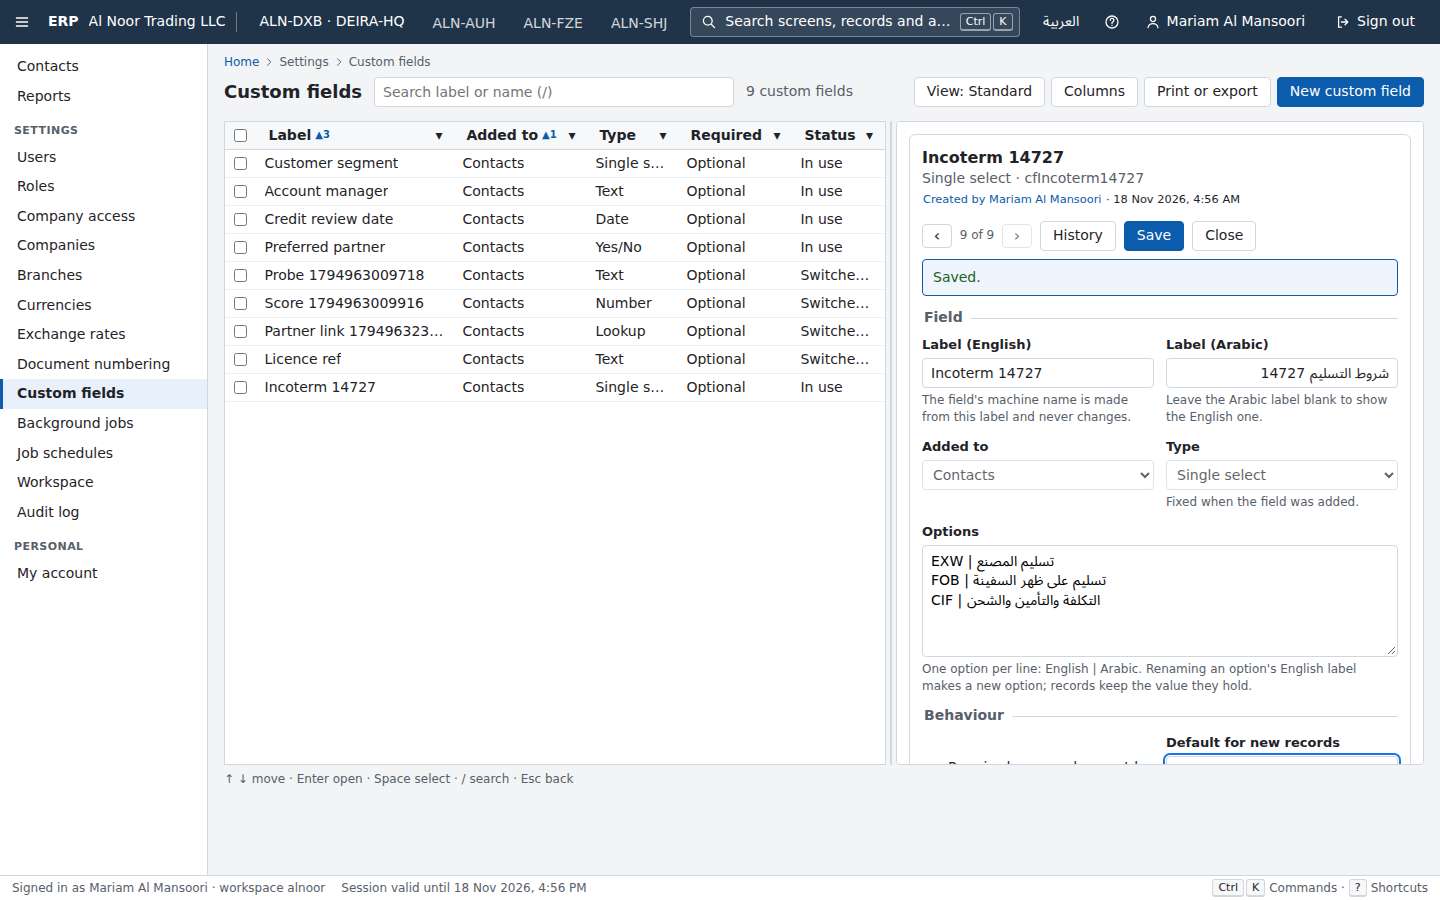 ERP Al Noor Trading LLC ALN-DXB · DEIRA-HQ ALN-AUH ALN-FZE ALN-SHJ Search screens, records and a… Ctrl K العربية Mariam Al Mansoori Sign out
Contacts
Reports
SETTINGS
Users
Roles
Company access
Companies
Branches
Currencies
Exchange rates
Document numbering
Custom fields
Background jobs
Job schedules
Workspace
Audit log
PERSONAL
My account
Home > Settings > Custom fields
Custom fields Search label or name (/) 9 custom fields View: Standard Columns Print or export New custom field
Label ▲3 ▼ Added to ▲1 ▼ Type ▼ Required ▼ Status ▼
Customer segment Contacts Single s… Optional In use
Account manager Contacts Text Optional In use
Credit review date Contacts Date Optional In use
Preferred partner Contacts Yes/No Optional In use
Probe 1794963009718 Contacts Text Optional Switche…
Score 1794963009916 Contacts Number Optional Switche…
Partner link 179496323… Contacts Lookup Optional Switche…
Licence ref Contacts Text Optional Switche…
Incoterm 14727 Contacts Single s… Optional In use
↑ ↓ move · Enter open · Space select · / search · Esc back
Incoterm 14727
Single select · cfIncoterm14727
Created by Mariam Al Mansoori · 18 Nov 2026, 4:56 AM
‹ 9 of 9 › History Save Close
Saved.
Field
Label (English) Label (Arabic)
Incoterm 14727 شروط التسليم 14727
The field's machine name is made Leave the Arabic label blank to show
from this label and never changes. the English one.
Added to Type
Contacts Single select
Fixed when the field was added.
Options
EXW | تسليم المصنع
FOB | تسليم على ظهر السفينة
CIF | التكلفة والتأمين والشحن
One option per line: English | Arabic. Renaming an option's English label
makes a new option; records keep the value they hold.
Behaviour
Default for new records
Signed in as Mariam Al Mansoori · workspace alnoor Session valid until 18 Nov 2026, 4:56 PM Ctrl K Commands · ? Shortcuts